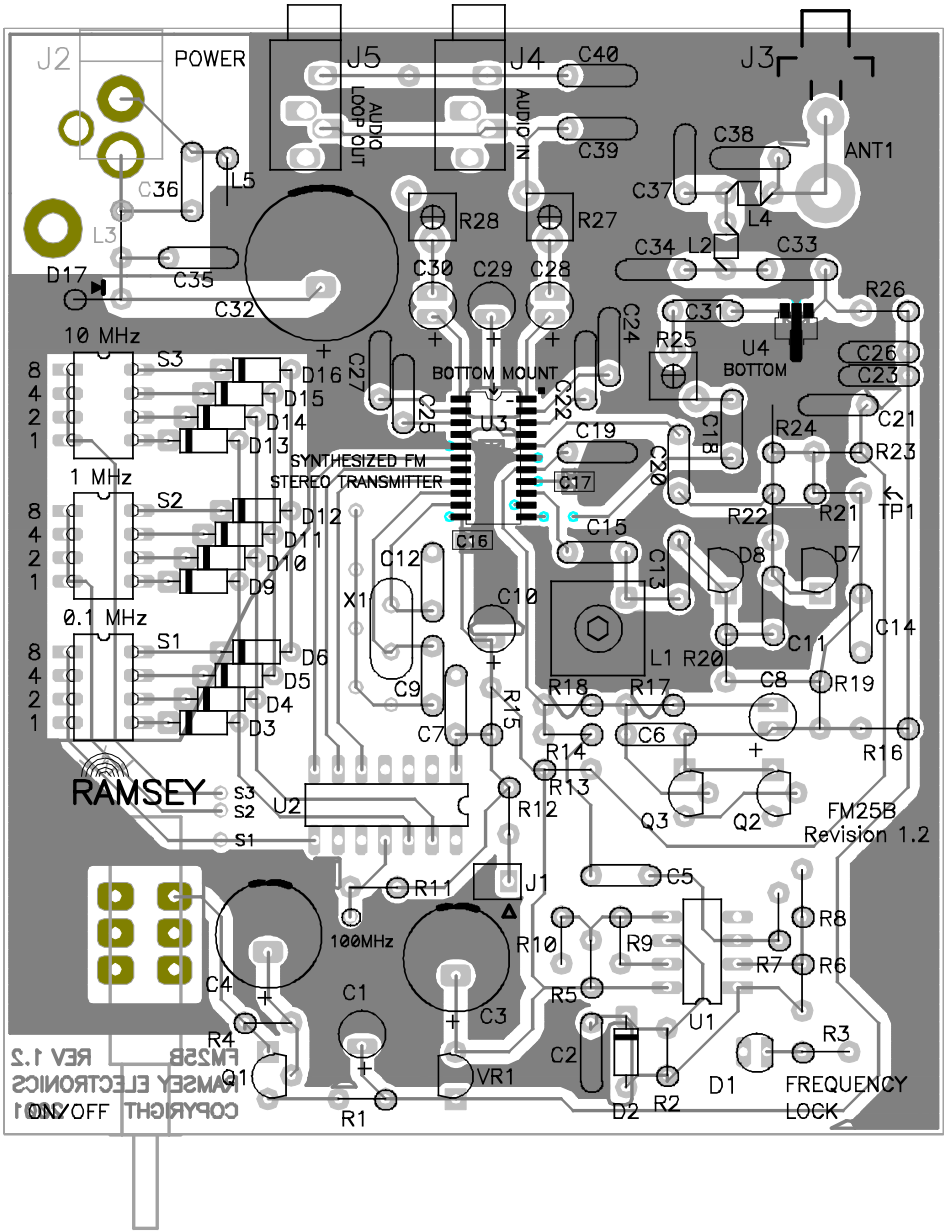 J2
POWER
J5
J4
C40
J3
AUDIO
LOOP OUT
AUDIO IN
C39
C38
ANT1
C36
L5
C37
L4
R28
R27
L3
C34
L2
C33
C35
D17
C30
C29
C28
C32
C31
R26
10 MHz
R25
U4
BOTTOM
C24
C26
C23
8
4
2
1
S3
D16
D15
D14
D13
C27
C25
BOTTOM MOUNT
U3
C22
C21
C19
C18
R24
R23
1 MHz
SYNTHESIZED FM
STEREO TRANSMITTER
C17
C20
R22
R21
TP1
8
4
2
1
S2
D12
D11
D10
D9
C16
C15
C12
C13
D8
D7
X1
C10
0.1 MHz
L1
R20
C11
C14
8
4
2
1
S1
D6
D5
D4
D3
C9
R15
R18
R17
C8
R19
C7
R14
C6
R16
RAMSEY
S3
S2
S1
U2
R13
R12
Q3
Q2
FM25B
Revision 1.2
R11
J1
C5
100MHz
R10
R9
R8
R7
R6
C4
C3
R5
U1
C1
R4
Q1
VR1
C2
D2
R2
D1
R3
R1
FM25B REV 1.2
RAMSEY ELECTRONICS
COPYRIGHT 2001
ON/OFF
FREQUENCY
LOCK